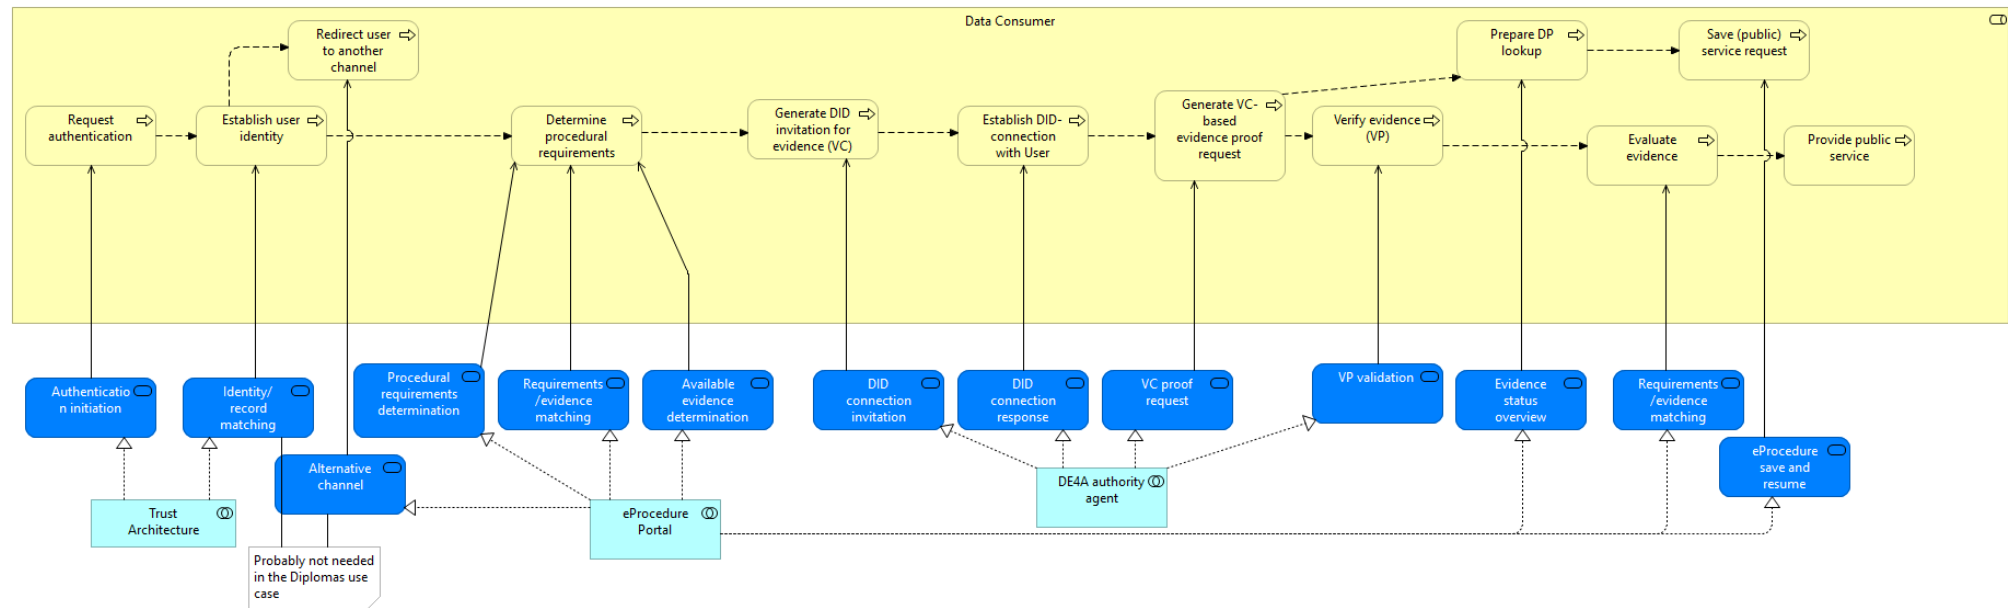 Data Consumer
Redirect user
to another
channel
Prepare DP
lookup
Save (public)
service request
Request
authentication
Establish user
identity
Determine
procedural
requirements
Generate DID
invitation for
evidence (VC)
Establish DID-
connection
with User
Generate VC-
based
evidence proof
request
Verify evidence
(VP)
Evaluate
evidence
Provide public
service
Authenticatio
n initiation
Identity/
record
matching
Procedural
requirements
determination
Requirements
/evidence
matching
Available
evidence
determination
DID
connection
invitation
DID
connection
response
VC proof
request
VP validation
Evidence
status
overview
Requirements
/evidence
matching
Alternative
channel
eProcedure
save and
resume
Trust
Architecture
eProcedure
Portal
DE4A authority
agent
Probably not needed
in the Diplomas use
case